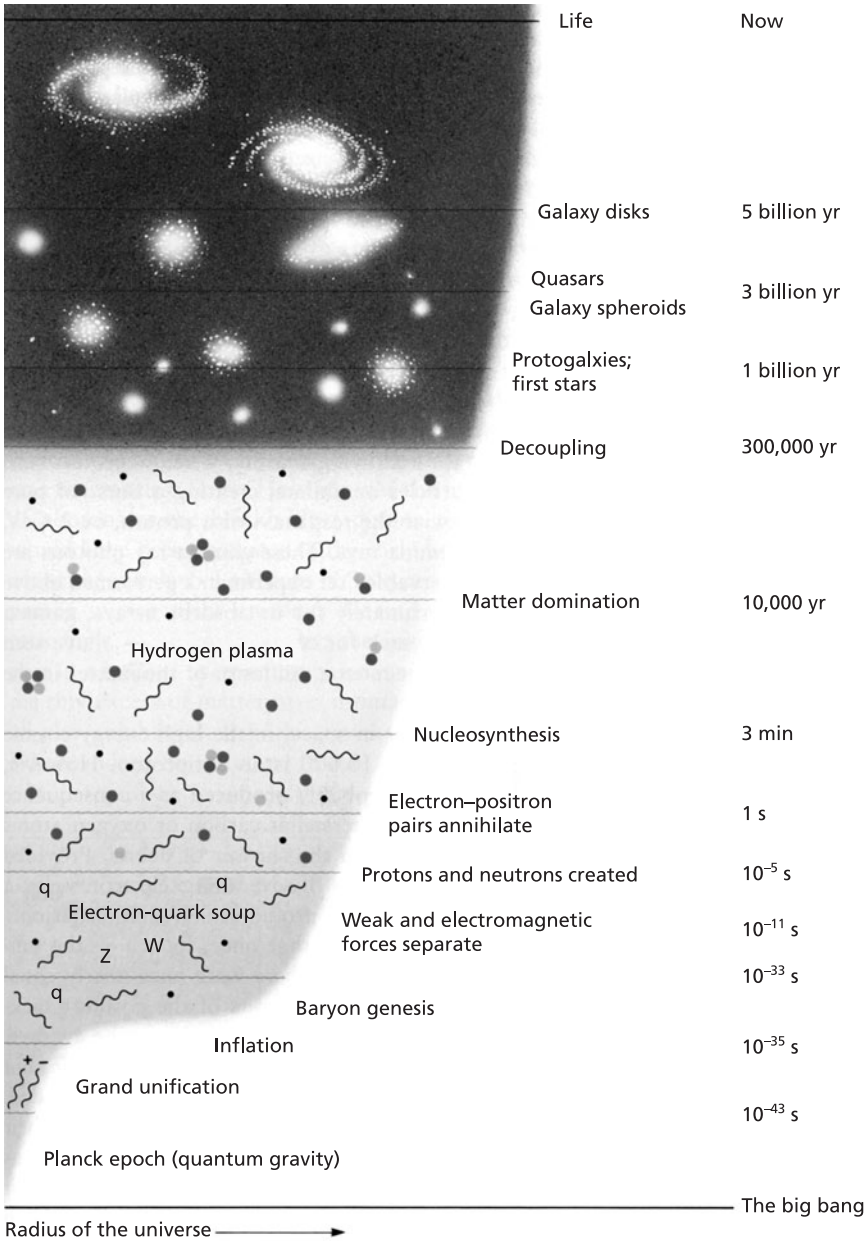 Life Now
Galaxy disks 5 billion yr
Quasars
Galaxy spheroids
3 billion yr
Protogalxies;
first stars
1 billion yr
Decoupling 300,000 yr
Matter domination 10,000 yr
Hydrogen plasma
Nucleosynthesis 3 min
Electron–positron
pairs annihilate
1 s
Protons and neutrons created 10⁻⁵ s
q q
Electron-quark soup
Weak and electromagnetic
forces separate
10⁻¹¹ s
Z W
10⁻³³ s
q
Baryon genesis
Inflation 10⁻³⁵ s
+ –
Grand unification
10⁻⁴³ s
Planck epoch (quantum gravity)
The big bang
Radius of the universe